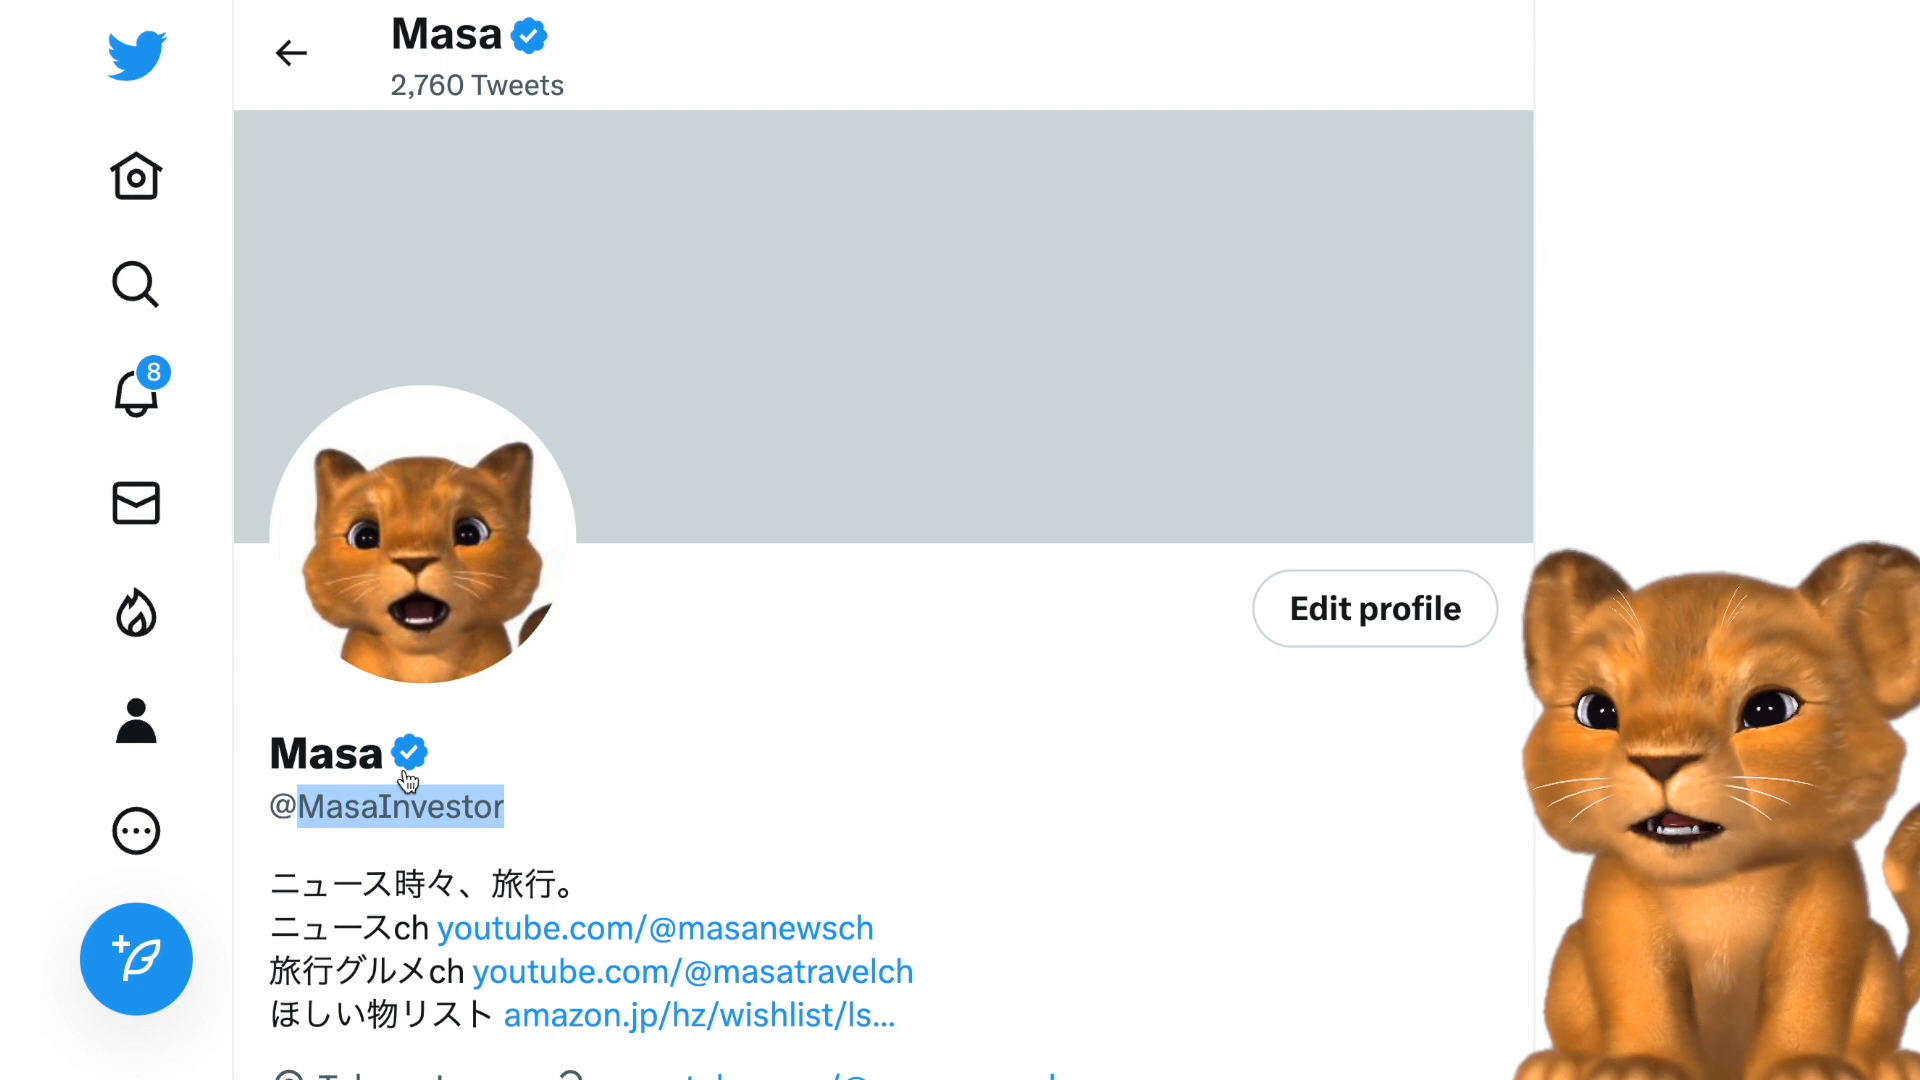 Masa
2,760 Tweets
8
Edit profile
Masa
@MasaInvestor
ニュース時々、旅行。
ニュースch youtube.com/@masanewsch
旅行グルメch youtube.com/@masatravelch
ほしい物リスト amazon.jp/hz/wishlist/ls...